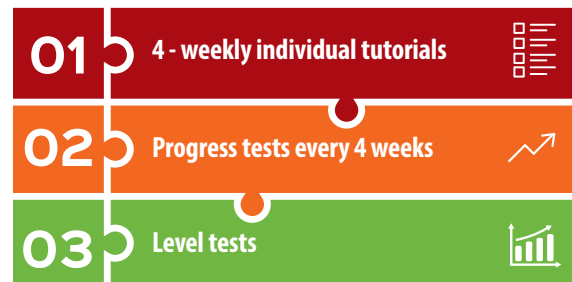 01 4 - weekly individual tutorials
02 Progress tests every 4 weeks
03 Level tests